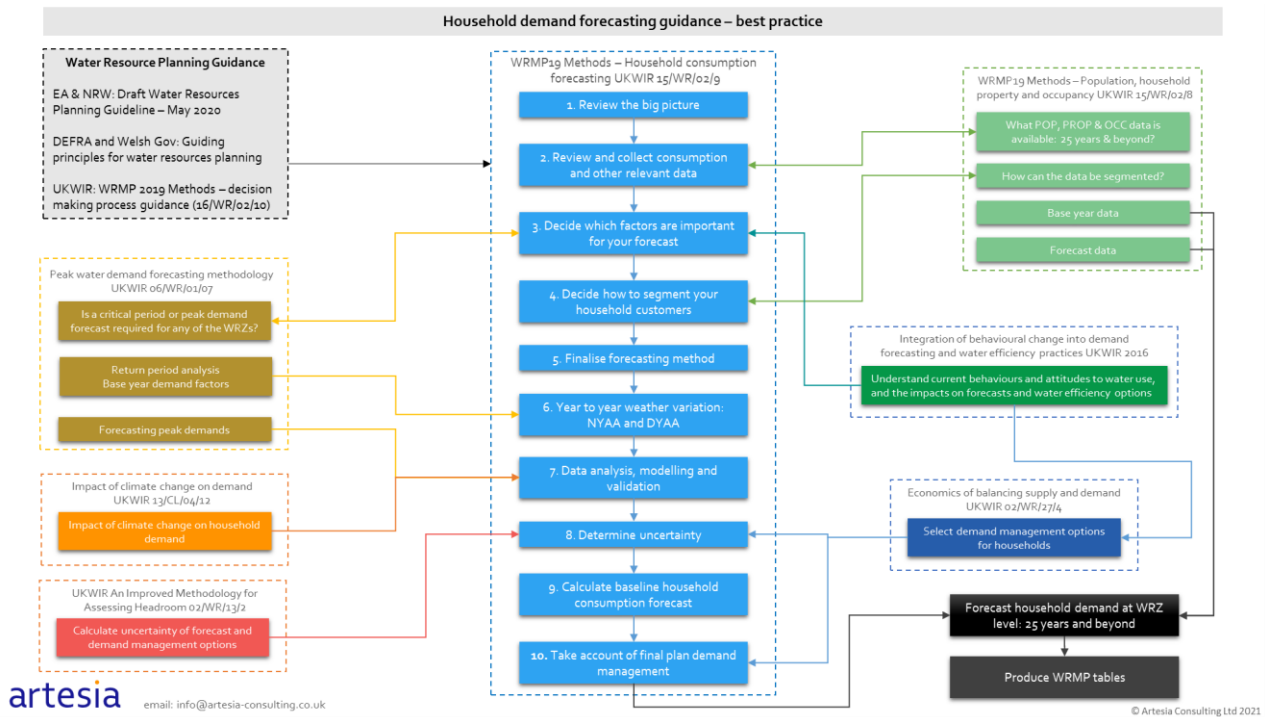 Household demand forecasting guidance – best practice
Water Resource Planning Guidance
EA & NRW: Draft Water Resources
Planning Guideline – May 2020
DEFRA and Welsh Gov: Guiding
principles for water resources planning
UKWIR: WRMP 2019 Methods – decision
making process guidance (16/WR/02/10)
Peak water demand forecasting methodology
UKWIR 06/WR/01/07
Is a critical period or peak demand
forecast required for any of the WRZs?
Return period analysis
Base year demand factors
Forecasting peak demands
Impact of climate change on demand
UKWIR 13/CL/04/12
Impact of climate change on household
demand
UKWIR An Improved Methodology for
Assessing Headroom 02/WR/13/2
Calculate uncertainty of forecast and
demand management options
WRMP19 Methods – Household consumption
forecasting UKWIR 15/WR/02/9
1. Review the big picture
2. Review and collect consumption
and other relevant data
3. Decide which factors are important
for your forecast
4. Decide how to segment your
household customers
5. Finalise forecasting method
6. Year to year weather variation:
NYAA and DYAA
7. Data analysis, modelling and
validation
8. Determine uncertainty
9. Calculate baseline household
consumption forecast
10. Take account of final plan demand
management
WRMP19 Methods – Population, household
property and occupancy UKWIR 15/WR/02/8
What POP, PROP & OCC data is
available: 25 years & beyond?
How can the data be segmented?
Base year data
Forecast data
Integration of behavioural change into demand
forecasting and water efficiency practices UKWIR 2016
Understand current behaviours and attitudes to water use,
and the impacts on forecasts and water efficiency options
Economics of balancing supply and demand
UKWIR 02/WR/27/4
Select demand management options
for households
Forecast household demand at WRZ
level: 25 years and beyond
Produce WRMP tables
artesia
email: info@artesia-consulting.co.uk
© Artesia Consulting Ltd 2021